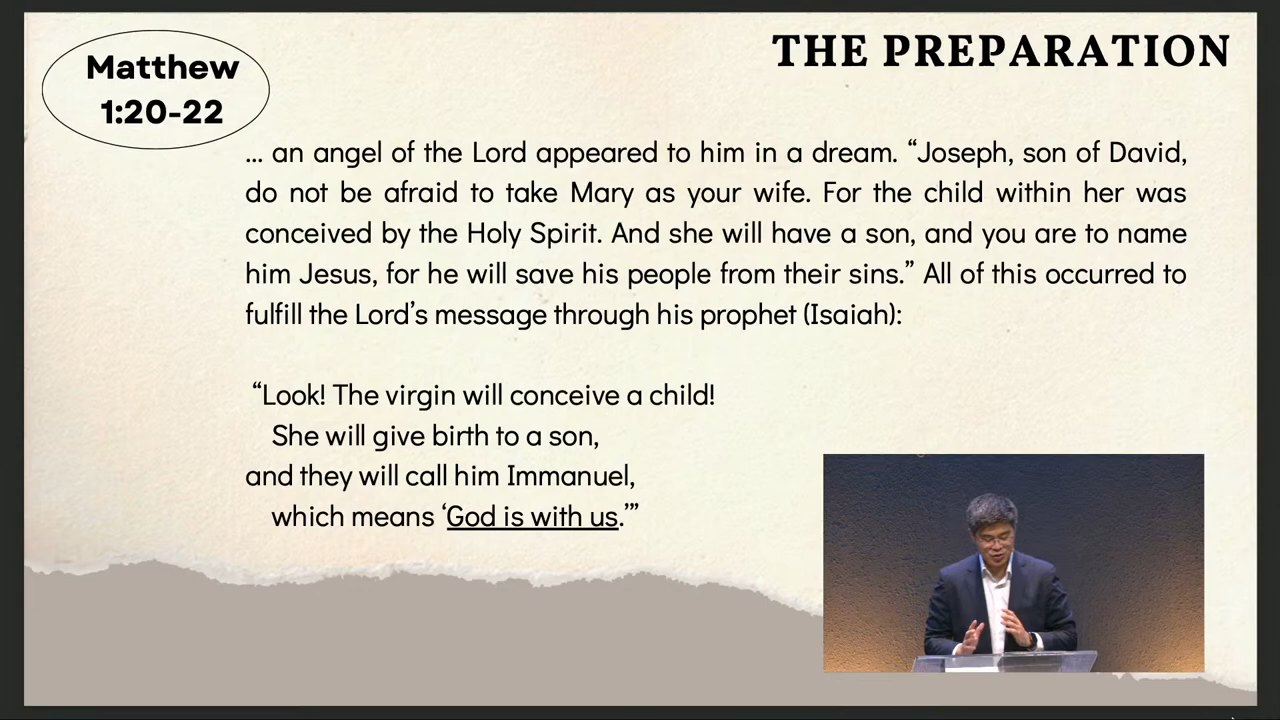 Matthew
1:20-22
THE PREPARATION
... an angel of the Lord appeared to him in a dream. “Joseph, son of David,
do not be afraid to take Mary as your wife. For the child within her was
conceived by the Holy Spirit. And she will have a son, and you are to name
him Jesus, for he will save his people from their sins.” All of this occurred to
fulfill the Lord’s message through his prophet (Isaiah):
“Look! The virgin will conceive a child!
She will give birth to a son,
and they will call him Immanuel,
which means ‘God is with us.’”